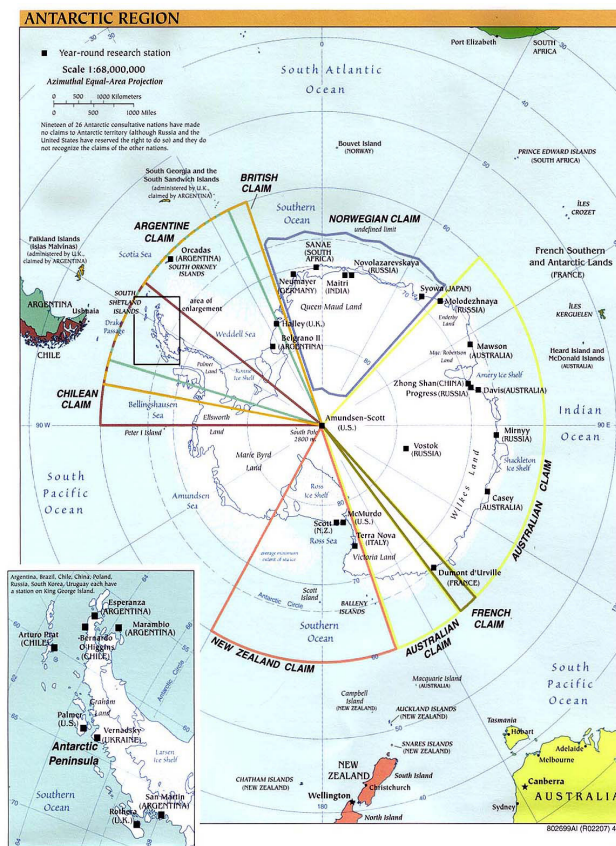 ANTARCTIC REGION
Year-round research station
Scale 1:68,000,000
Azimuthal Equal-Area Projection
0 500 1000 Kilometers
0 500 1000 Miles
Nineteen of 26 Antarctic consultative nations have made
no claims to Antarctic territory (although Russia and the
United States have reserved the right to do so) and they do
not recognize the claims of the other nations.
Port Elizabeth
SOUTH
AFRICA
South Atlantic
Ocean
Bouvet Island
(NORWAY)
PRINCE EDWARD ISLANDS
(SOUTH AFRICA)
ÎLES
CROZET
South Georgia and the
South Sandwich Islands
(administered by U.K.,
claimed by ARGENTINA)
BRITISH
CLAIM
Southern
Ocean
NORWEGIAN CLAIM
undefined limit
ARGENTINE
CLAIM
Falkland Islands
(Islas Malvinas)
(administered by U.K.,
claimed by ARGENTINA)
Scotia Sea
Orcadas
(ARGENTINA)
SOUTH ORKNEY
ISLANDS
SANAE
(SOUTH
AFRICA)
Neumayer
(GERMANY)
Maitri
(INDIA)
Novolazarevskaya
(RUSSIA)
French Southern
and Antarctic Lands
(FRANCE)
Syowa (JAPAN)
Molodezhnaya
(RUSSIA)
Queen Maud Land
Enderby
Land
ÎLES
KERGUELEN
ARGENTINA
Ushuaia
SOUTH
SHETLAND
ISLANDS
Drake
Passage
area of
enlargement
Weddell Sea
Halley (U.K.)
Belgrano II
(ARGENTINA)
Mawson
(AUSTRALIA)
Heard Island and
McDonald Islands
(AUSTRALIA)
CHILE
Palmer
Land
Ronne
Ice Shelf
Mac. Robertson
Land
Amery Ice Shelf
Zhong Shan (CHINA)
Progress (RUSSIA)
Davis (AUSTRALIA)
CHILEAN
CLAIM
Bellingshausen
Sea
Ellsworth
Land
Amundsen-Scott
(U.S.)
Indian
Ocean
90 W
90 E
Peter I Island
South Pole
2800 m.
Vostok
(RUSSIA)
Mirnyy
(RUSSIA)
Shackleton
Ice Shelf
Marie Byrd
Land
South
Pacific
Ocean
Amundsen
Sea
Ross
Ice Shelf
Wilkes Land
Casey
(AUSTRALIA)
AUSTRALIAN CLAIM
McMurdo
(U.S.)
Scott
(N.Z.)
Ross Sea
Terra Nova
(ITALY)
Victoria Land
average minimum
extent of sea ice
Dumont d'Urville
(FRANCE)
Antarctic Circle
Scott
Island
BALLENY
ISLANDS
Southern
Ocean
FRENCH
CLAIM
AUSTRALIAN
CLAIM
NEW ZEALAND CLAIM
South
Pacific
Ocean
Macquarie Island
(AUSTRALIA)
Campbell
Island
(NEW ZEALAND)
AUCKLAND ISLANDS
(NEW ZEALAND)
SNARES ISLANDS
(NEW ZEALAND)
Tasmania
Hobart
Adelaide
Melbourne
NEW
ZEALAND
South Island
Christchurch
CHATHAM ISLANDS
(NEW ZEALAND)
Wellington
North Island
180
Canberra
AUSTRALIA
Sydney
802699AI (R02207) 4
Argentina, Brazil, Chile, China, Poland,
Russia, South Korea, Uruguay each have
a station on King George Island.
Esperanza
(ARGENTINA)
Marambio
(ARGENTINA)
Arturo Prat
(CHILE)
Bernardo
O'Higgins
(CHILE)
Antarctic Circle
Graham
Land
Palmer
(U.S.)
Vernadsky
(UKRAINE)
Antarctic
Peninsula
Larsen
Ice Shelf
Southern
Ocean
San Martin
(ARGENTINA)
Rothera
(U.K.)